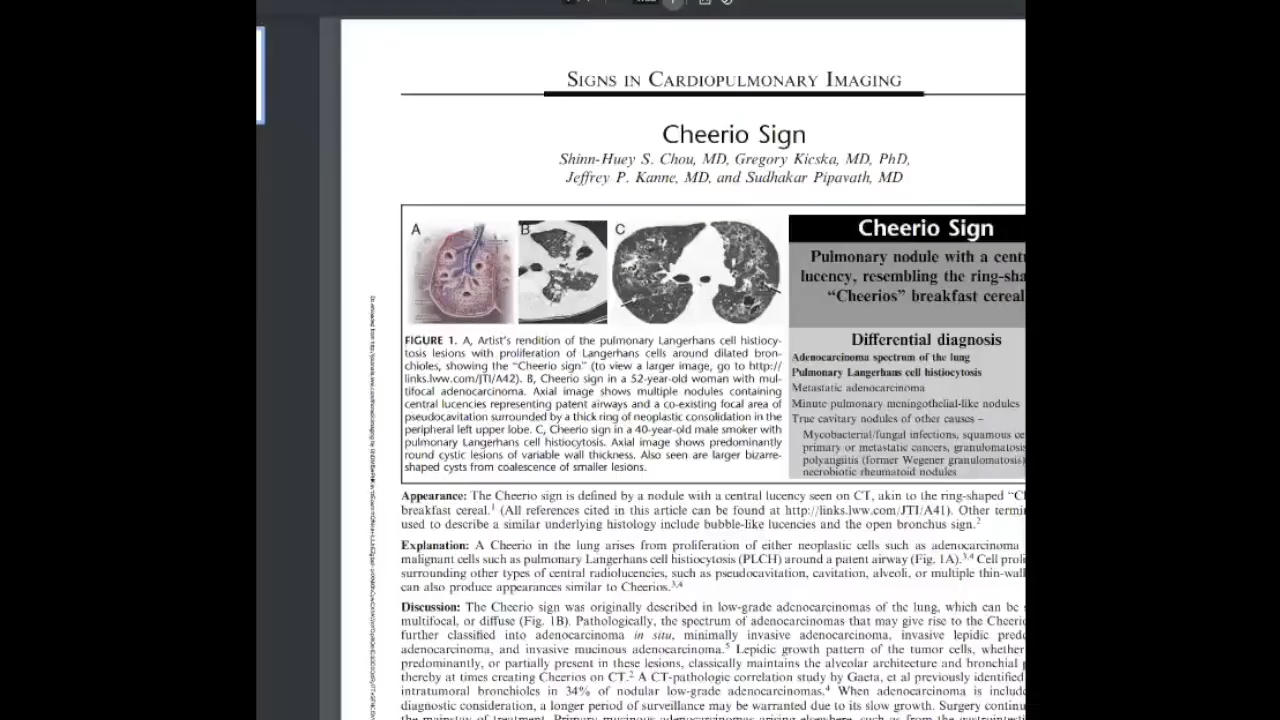 SIGNS IN CARDIOPULMONARY IMAGING
Cheerio Sign
Shinn-Huey S. Chou, MD, Gregory Kicska, MD, PhD,
Jeffrey P. Kanne, MD, and Sudhakar Pipavath, MD
A
B
C
FIGURE 1. A, Artist's rendition of the pulmonary Langerhans cell histiocy-
tosis lesions with proliferation of Langerhans cells around dilated bron-
chioles, showing the "Cheerio sign" (to view a larger image, go to http://
links.lww.com/JTI/A42). B, Cheerio sign in a 52-year-old woman with mul-
tifocal adenocarcinoma. Axial image shows multiple nodules containing
central lucencies representing patent airways and a co-existing focal area of
pseudocavitation surrounded by a thick ring of neoplastic consolidation in the
peripheral left upper lobe. C, Cheerio sign in a 40-year-old male smoker with
pulmonary Langerhans cell histiocytosis. Axial image shows predominantly
round cystic lesions of variable wall thickness. Also seen are larger bizarre-
shaped cysts from coalescence of smaller lesions.
Cheerio Sign
Pulmonary nodule with a cent
lucency, resembling the ring-sha
"Cheerios" breakfast cereal
Differential diagnosis
Adenocarcinoma spectrum of the lung
Pulmonary Langerhans cell histiocytosis
Metastatic adenocarcinoma
Minute pulmonary meningothelial-like nodules
True cavitary nodules of other causes –
Mycobacterial/fungal infections, squamous ce
primary or metastatic cancers, granulomatosis
polyangiitis (former Wegener granulomatosis)
necrobiotic rheumatoid nodules
Appearance: The Cheerio sign is defined by a nodule with a central lucency seen on CT, akin to the ring-shaped "C
breakfast cereal.1 (All references cited in this article can be found at http://links.lww.com/JTI/A41). Other termi
used to describe a similar underlying histology include bubble-like lucencies and the open bronchus sign.2
Explanation: A Cheerio in the lung arises from proliferation of either neoplastic cells such as adenocarcinoma
malignant cells such as pulmonary Langerhans cell histiocytosis (PLCH) around a patent airway (Fig. 1A).3,4 Cell proli
surrounding other types of central radiolucencies, such as pseudocavitation, cavitation, alveoli, or multiple thin-wall
can also produce appearances similar to Cheerios.3,4
Discussion: The Cheerio sign was originally described in low-grade adenocarcinomas of the lung, which can be
multifocal, or diffuse (Fig. 1B). Pathologically, the spectrum of adenocarcinomas that may give rise to the Cheerio
further classified into adenocarcinoma in situ, minimally invasive adenocarcinoma, invasive lepidic pred
adenocarcinoma, and invasive mucinous adenocarcinoma.5 Lepidic growth pattern of the tumor cells, whether
predominantly, or partially present in these lesions, classically maintains the alveolar architecture and bronchial
thereby at times creating Cheerios on CT.2 A CT-pathologic correlation study by Gaeta, et al previously identified
intratumoral bronchioles in 34% of nodular low-grade adenocarcinomas.4 When adenocarcinoma is includ
diagnostic consideration, a longer period of surveillance may be warranted due to its slow growth. Surgery continu